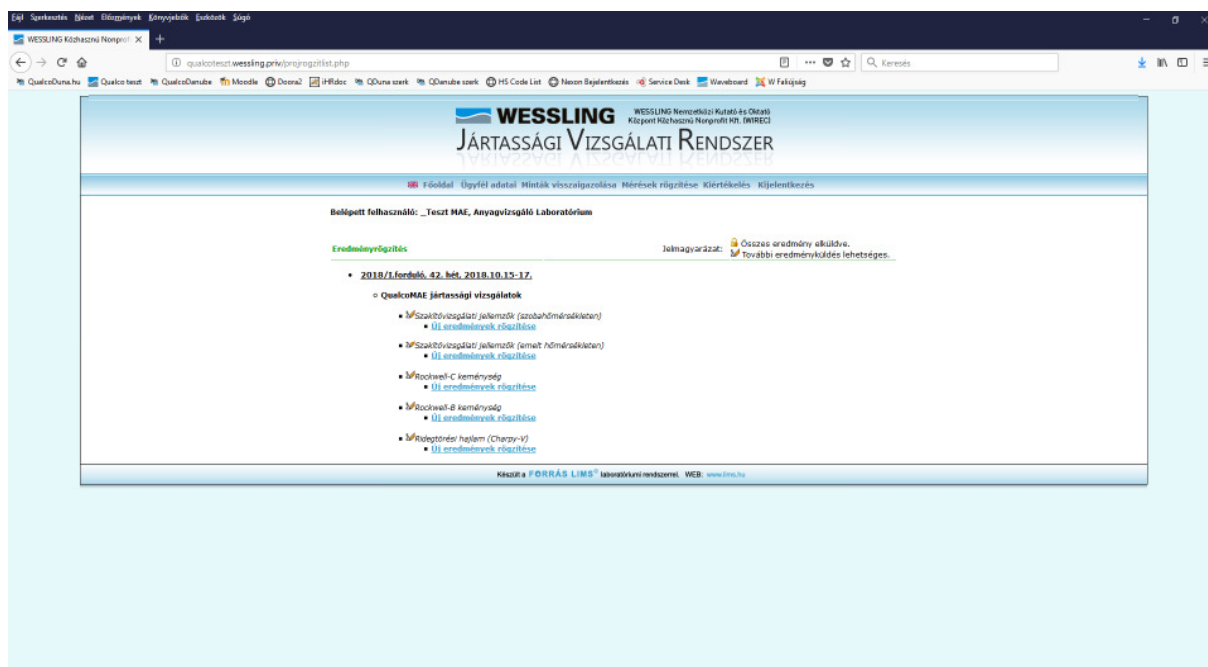 Fájl Szerkesztés Nézet Előzmények Könyvjelzők Eszközök Súgó
WESSLING Közhasznú Nonprof
qualcoteszt.wessling.priv/projrogzitlist.php
Keresés
QualcoDuna.hu Qualco teszt QualcoDanube Moodle Doora2 iHRdoc QDuna szerk QDanube szerk HS Code List Nexon Bejelentkezés Service Desk Waveboard W Faliújság
WESSLING WESSLING Nemzetközi Kutató és Oktató
Központ Közhasznú Nonprofit Kft. (WIREC)
JÁRTASSÁGI VIZSGÁLATI RENDSZER
Főoldal Ügyfél adatai Minták visszaigazolása Mérések rögzítése Kiértékelés Kijelentkezés
Belépett felhasználó: _Teszt MAE, Anyagvizsgáló Laboratórium
Eredményrögzítés Jelmagyarázat: Összes eredmény elküldve.
További eredményküldés lehetséges.
2018/I.forduló, 42. hét, 2018.10.15-17.
QualcoMAE jártassági vizsgálatok
Szakítóvizsgálati jellemzők (szobahőmérsékleten)
Új eredmények rögzítése
Szakítóvizsgálati jellemzők (emelt hőmérsékleten)
Új eredmények rögzítése
Rockwell-C keménység
Új eredmények rögzítése
Rockwell-B keménység
Új eredmények rögzítése
Ridegtörési hajlam (Charpy-V)
Új eredmények rögzítése
Készült a FORRÁS LIMS® laboratóriumi rendszerrel. WEB: www.lims.hu